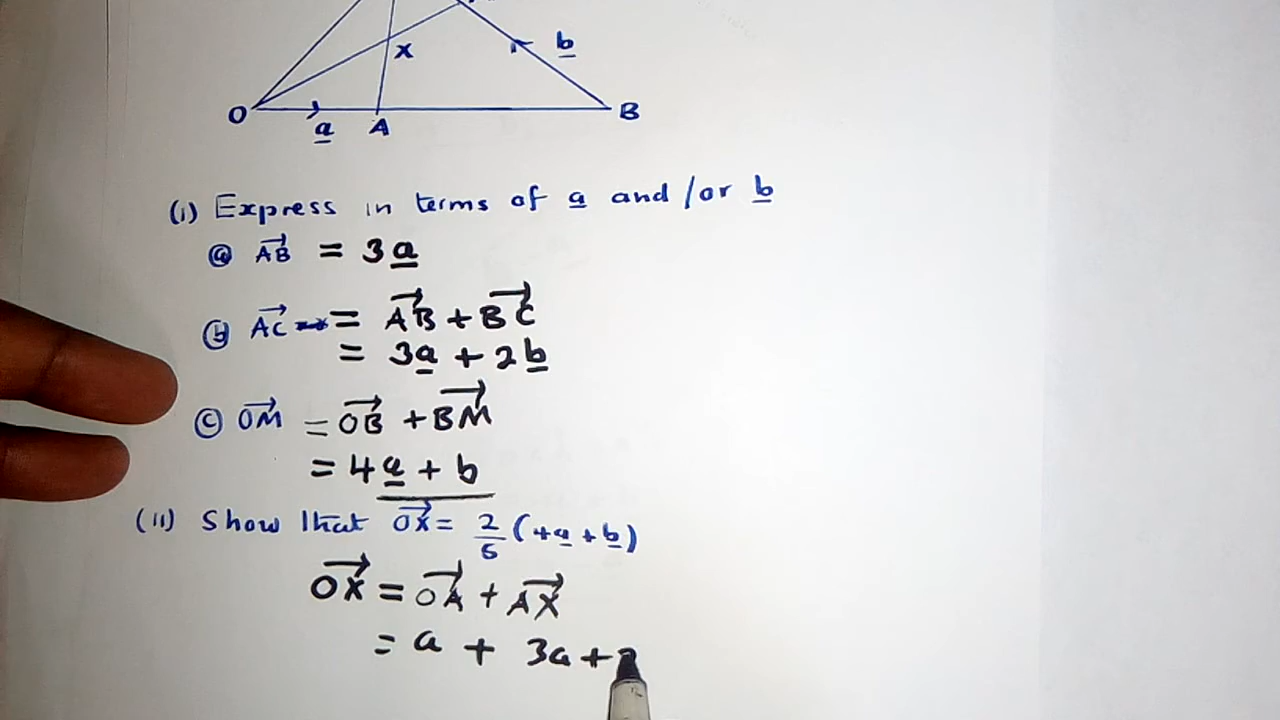 x
b
O
a
A
B
(i) Express in terms of a and /or b
(a) AB = 3a
(b) AC = AB + BC
= 3a + 2b
(c) OM = OB + BM
= 4a + b
(ii) Show that OX = 2/5 (4a + b)
OX = OA + AX
= a + 3a +